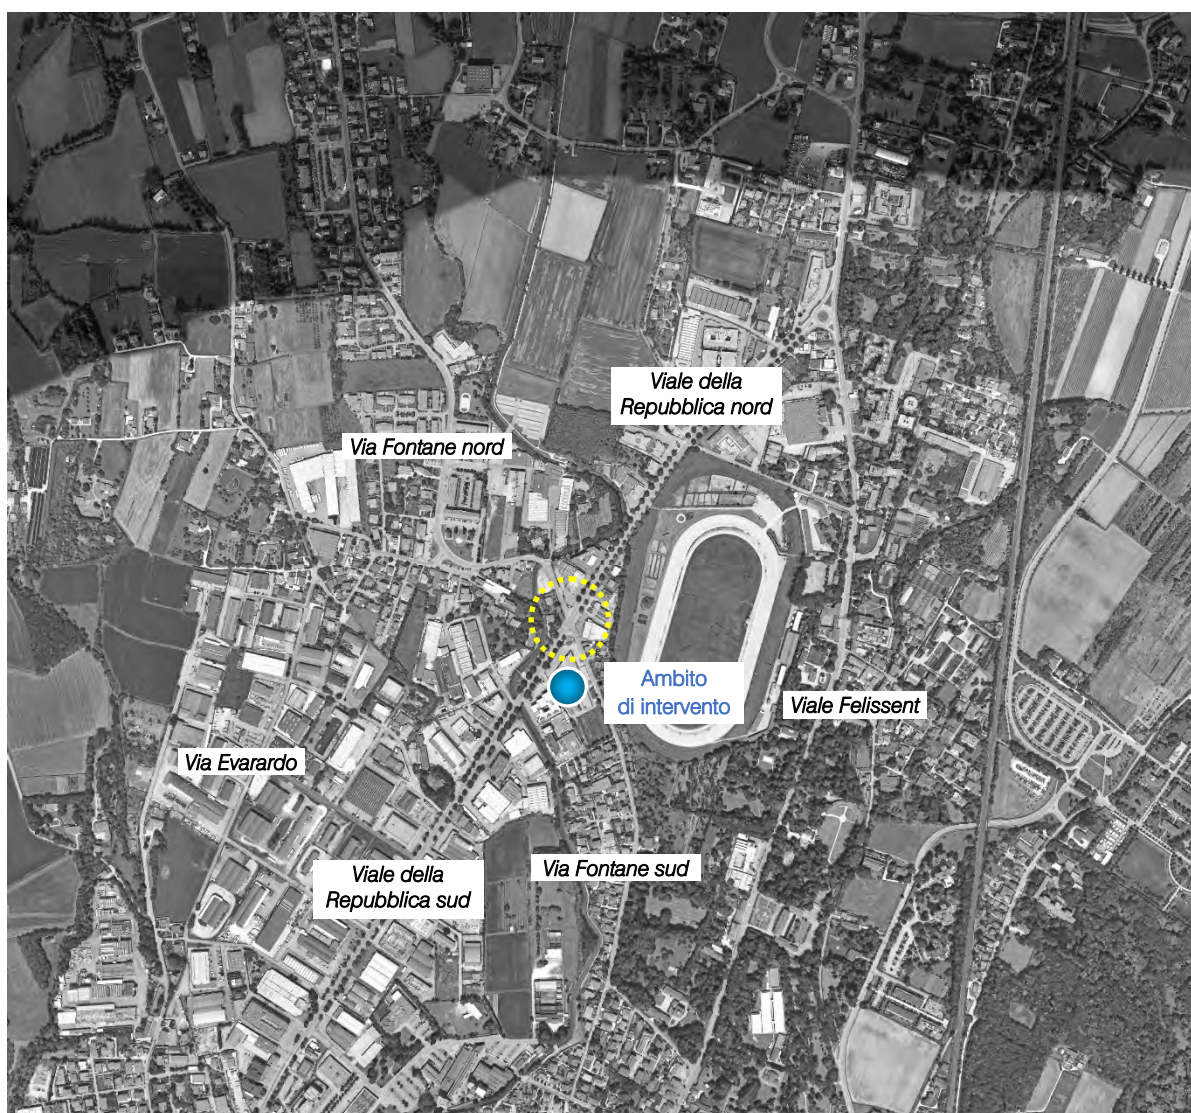 Viale della
Repubblica nord
Via Fontane nord
Ambito
di intervento
Viale Felissent
Via Evarardo
Via Fontane sud
Viale della
Repubblica sud